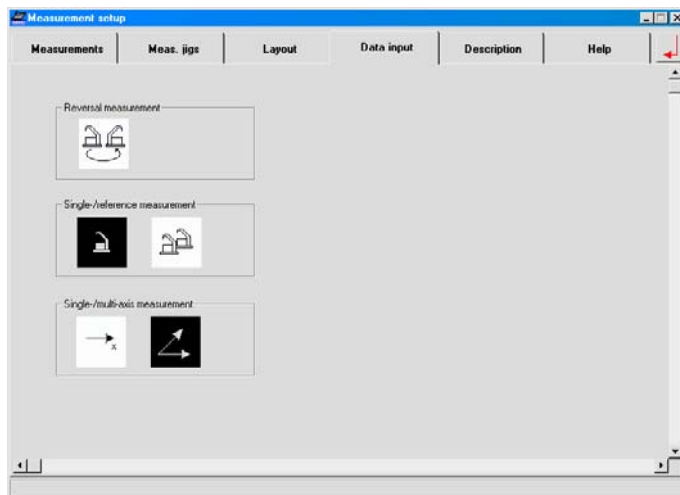 Measurement setup
Measurements Meas. jigs Layout Data input Description Help
Reversal measurement
Single-/reference measurement
Single-/multi-axis measurement
x